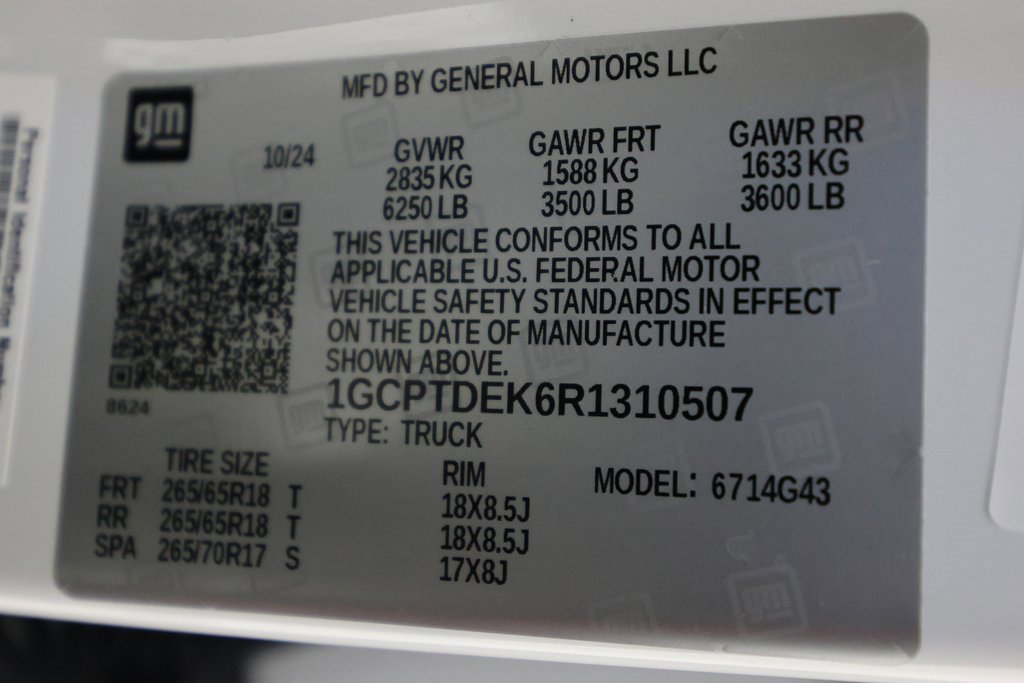 gm
MFD BY GENERAL MOTORS LLC
10/24
GVWR GAWR FRT GAWR RR
2835 KG 1588 KG 1633 KG
6250 LB 3500 LB 3600 LB
THIS VEHICLE CONFORMS TO ALL
APPLICABLE U.S. FEDERAL MOTOR
VEHICLE SAFETY STANDARDS IN EFFECT
ON THE DATE OF MANUFACTURE
SHOWN ABOVE.
8624
1GCPTDEK6R1310507
TYPE: TRUCK
TIRE SIZE RIM MODEL: 6714G43
FRT 265/65R18 T 18X8.5J
RR 265/65R18 T 18X8.5J
SPA 265/70R17 S 17X8J
Personal Identification